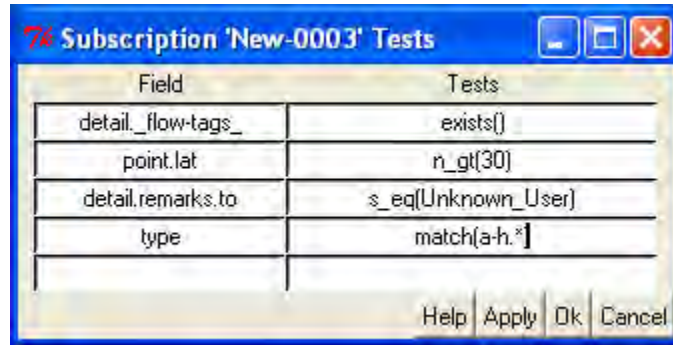 Subscription 'New-0003' Tests
Field Tests
detail._flow-tags_ exists()
point.lat n_gt(30)
detail.remarks.to s_eq(Unknown_User)
type match(a-h.*
Help Apply Ok Cancel